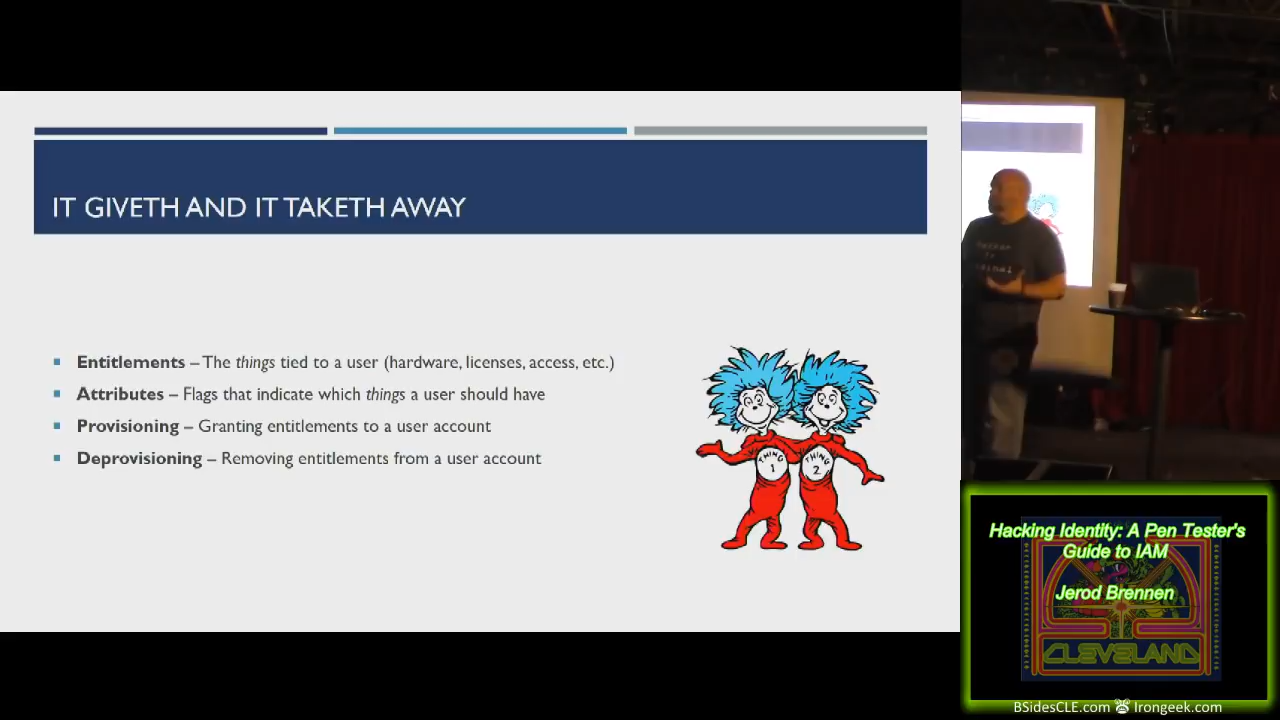 IT GIVETH AND IT TAKETH AWAY
Entitlements – The things tied to a user (hardware, licenses, access, etc.)
Attributes – Flags that indicate which things a user should have
Provisioning – Granting entitlements to a user account
Deprovisioning – Removing entitlements from a user account
THING
1
THING
2
Hacking Identity: A Pen Tester's
Guide to IAM
Jerod Brennen
CLEVELAND
BSidesCLE.com Irongeek.com